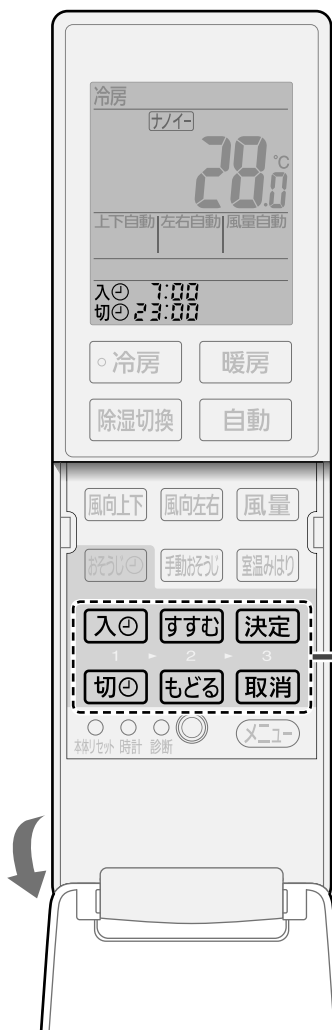 冷房
ナノイー
28.0℃
上下自動 左右自動 風量自動
入 7:00
切 23:00
冷房 暖房
除湿切換 自動
風向上下 風向左右 風量
おそうじ 手動おそうじ 室温みはり
入 すすむ 決定
1 ► 2 ► 3
切 もどる 取消
本体リセット 時計 診断 メニュー